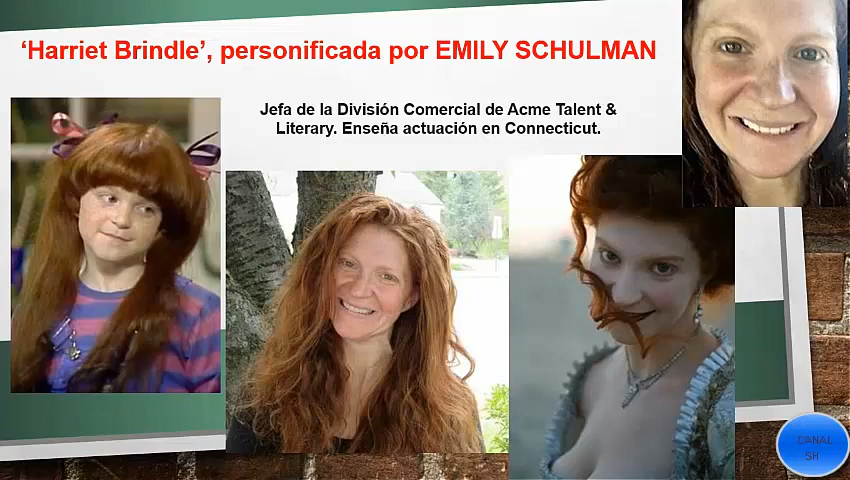 ‘Harriet Brindle’, personificada por EMILY SCHULMAN
Jefa de la División Comercial de Acme Talent &
Literary. Enseña actuación en Connecticut.
CANAL
SH